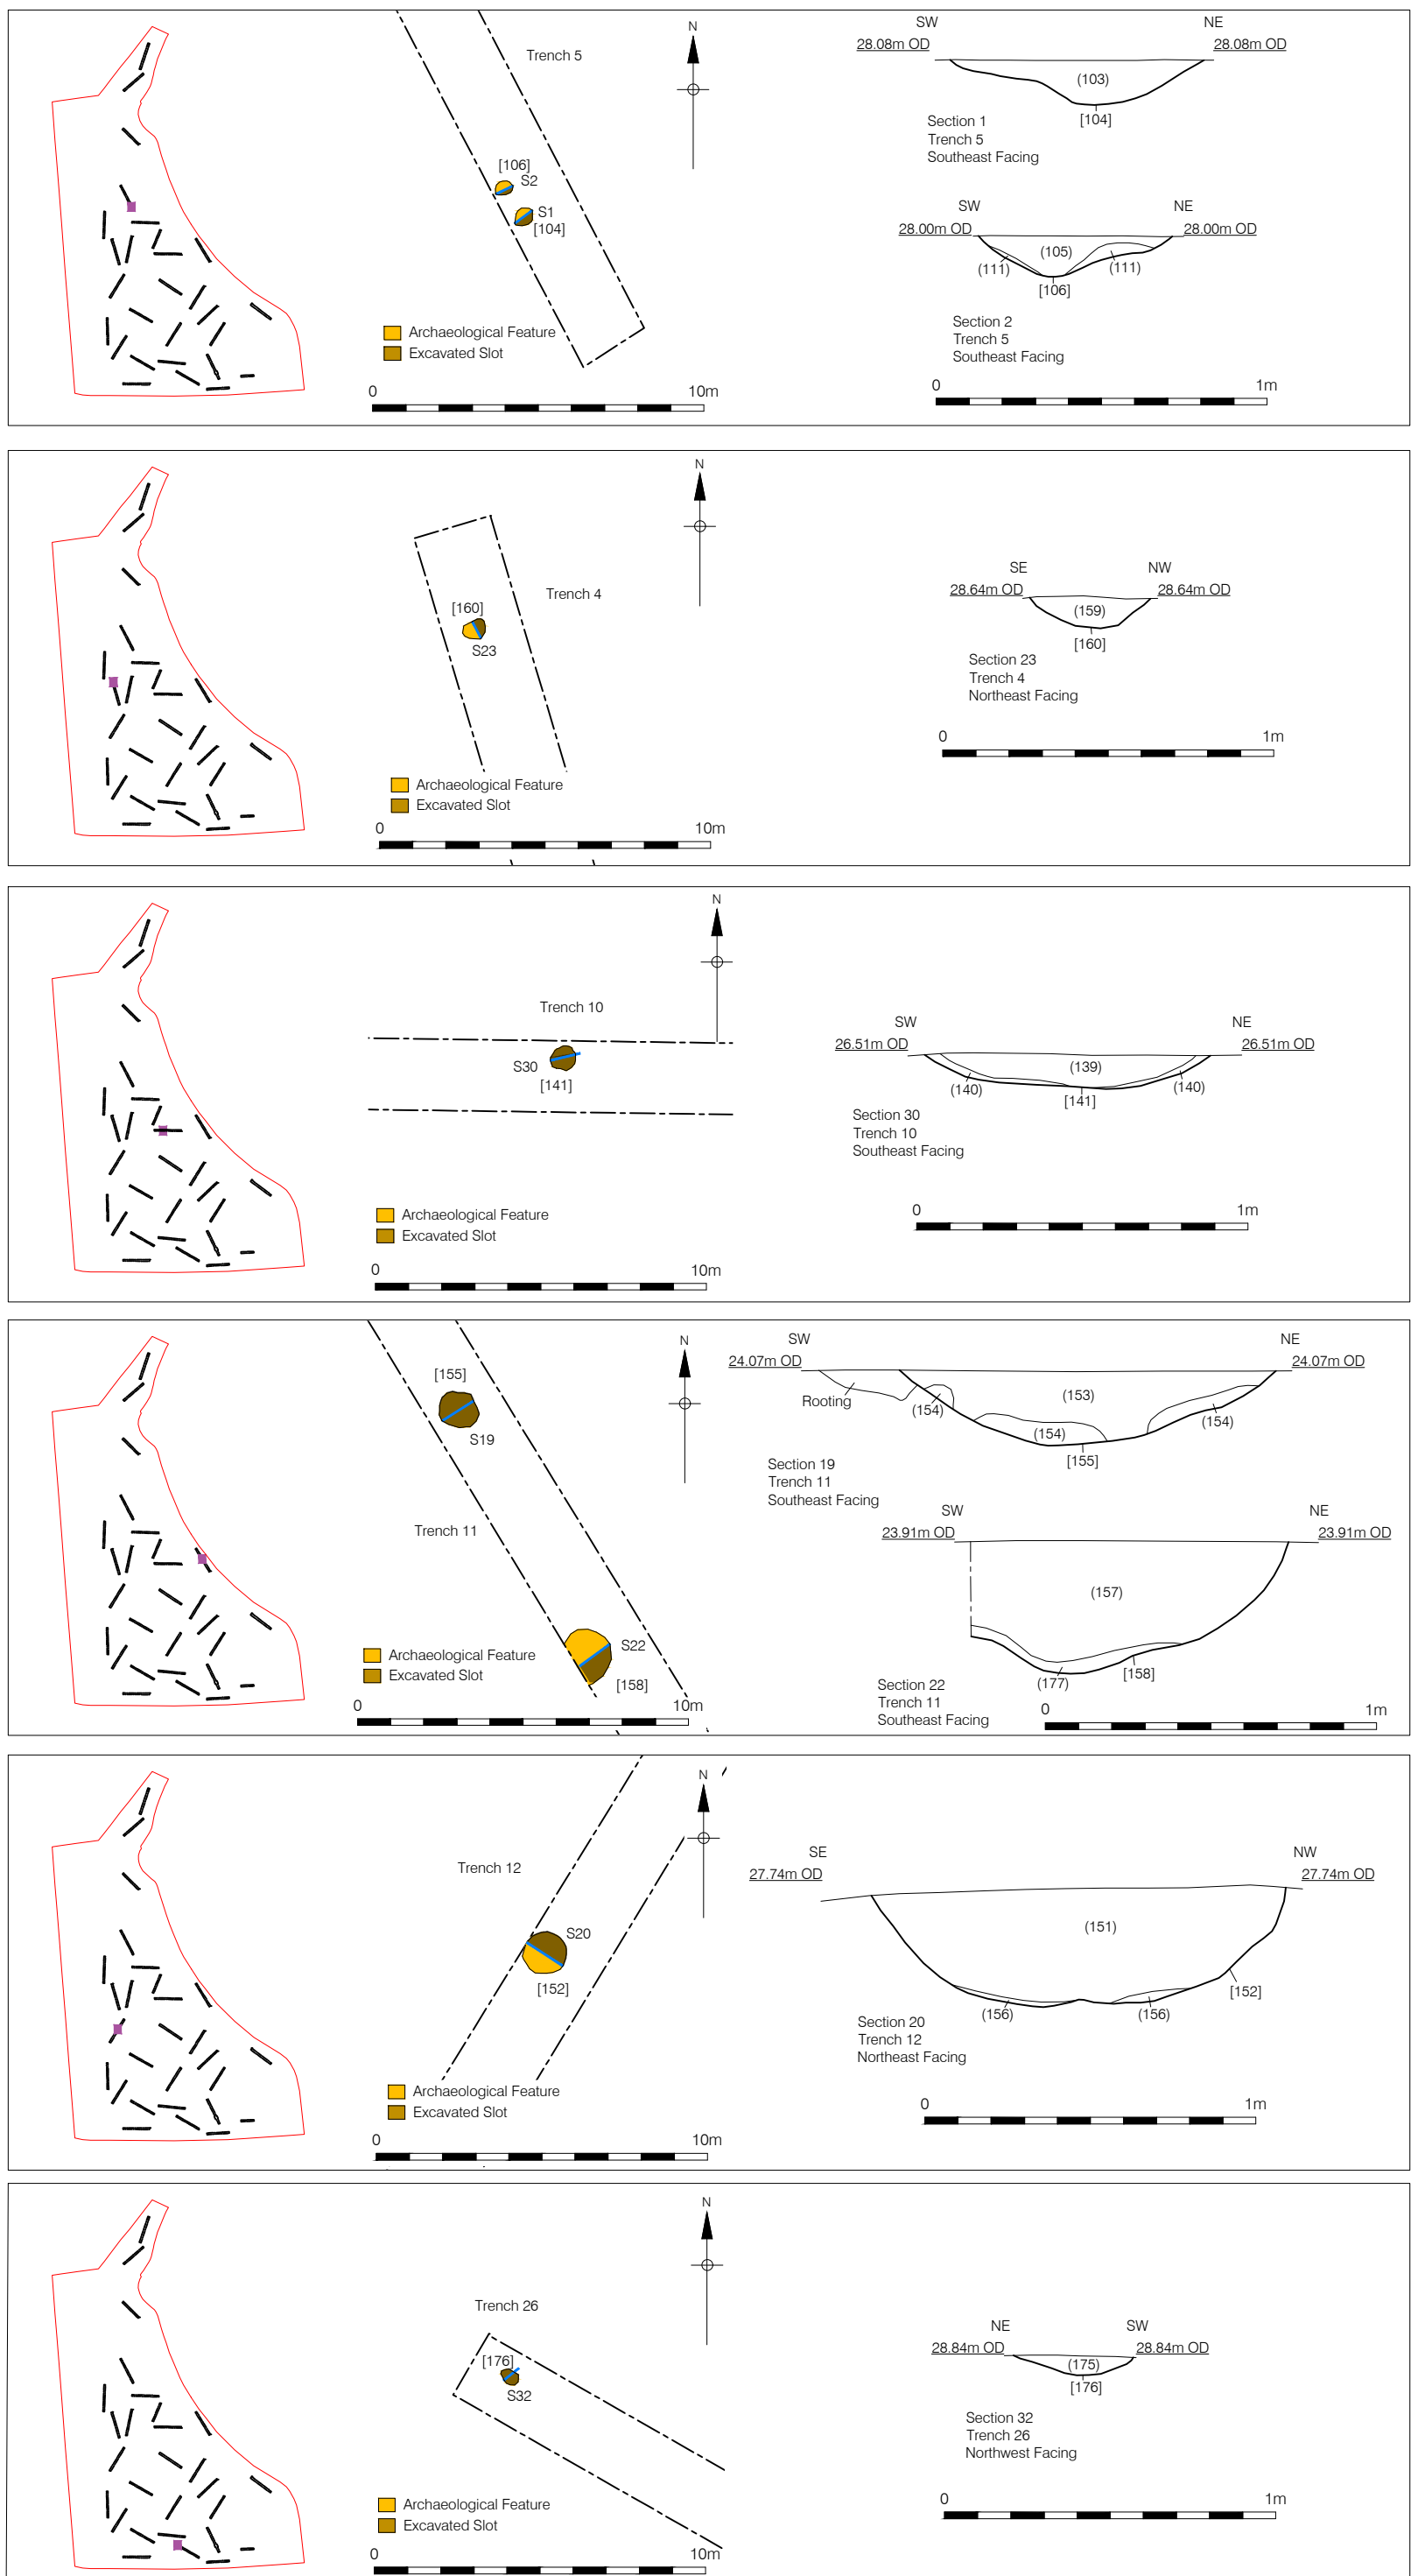 Trench 5
N
[106]
S2
S1
[104]
Archaeological Feature
Excavated Slot
0 10m
SW NE
28.08m OD 28.08m OD
(103)
[104]
Section 1
Trench 5
Southeast Facing
SW NE
28.00m OD 28.00m OD
(105)
(111) (111)
[106]
Section 2
Trench 5
Southeast Facing
0 1m
N
Trench 4
[160]
S23
Archaeological Feature
Excavated Slot
0 10m
SE NW
28.64m OD 28.64m OD
(159)
[160]
Section 23
Trench 4
Northeast Facing
0 1m
N
Trench 10
S30
[141]
Archaeological Feature
Excavated Slot
0 10m
SW NE
26.51m OD 26.51m OD
(139)
(140) (140)
[141]
Section 30
Trench 10
Southeast Facing
0 1m
N
[155]
S19
Trench 11
S22
[158]
Archaeological Feature
Excavated Slot
0 10m
SW NE
24.07m OD 24.07m OD
Rooting
(153)
(154)
(154)
(154)
[155]
Section 19
Trench 11
Southeast Facing
SW NE
23.91m OD 23.91m OD
(157)
(177)
[158]
Section 22
Trench 11
Southeast Facing
0 1m
N
Trench 12
S20
[152]
Archaeological Feature
Excavated Slot
0 10m
SE NW
27.74m OD 27.74m OD
(151)
[152]
(156) (156)
Section 20
Trench 12
Northeast Facing
0 1m
N
Trench 26
[176]
S32
Archaeological Feature
Excavated Slot
0 10m
NE SW
28.84m OD 28.84m OD
(175)
[176]
Section 32
Trench 26
Northwest Facing
0 1m